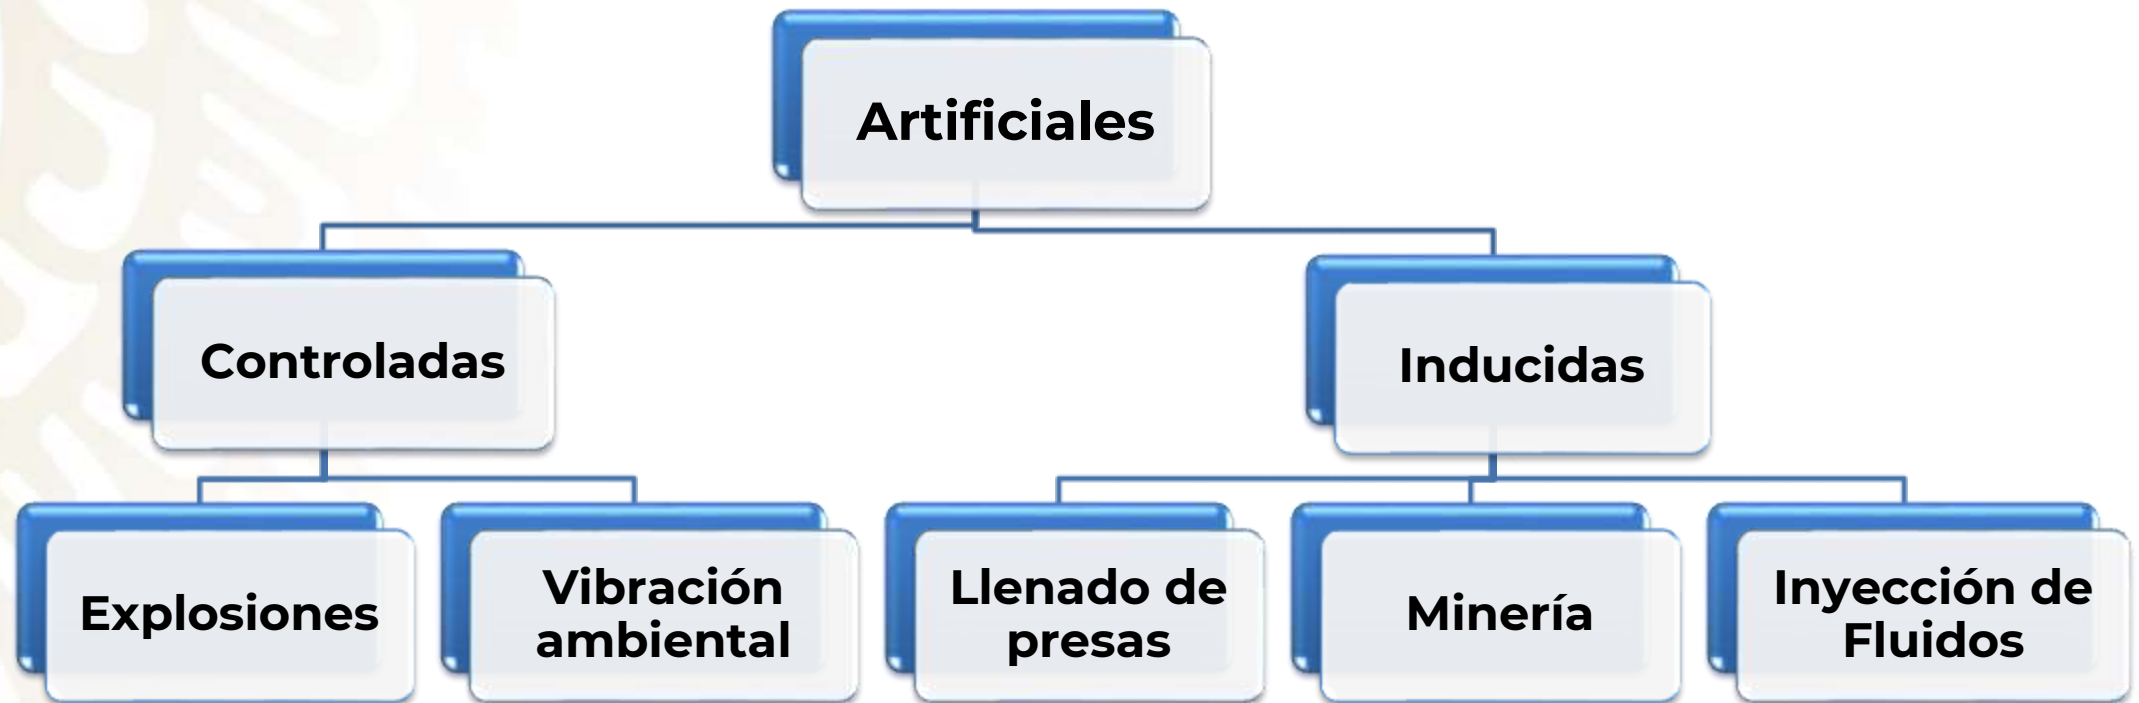 Artificiales
Controladas
Inducidas
Explosiones
Vibración
ambiental
Llenado de
presas
Minería
Inyección de
Fluidos